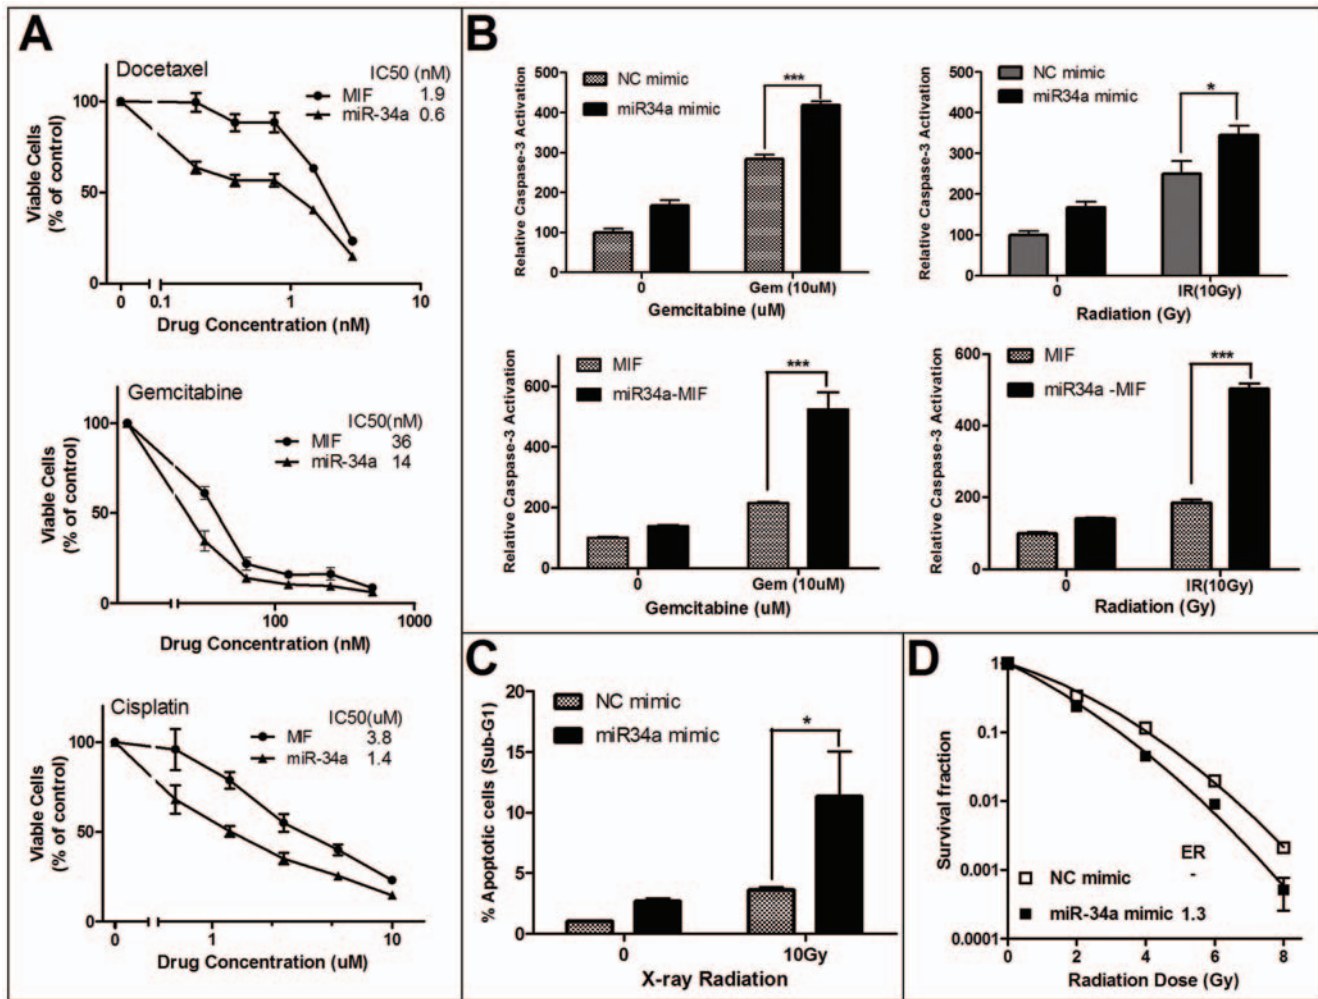 A
Docetaxel
IC50 (nM)
MIF 1.9
miR-34a 0.6
Viable Cells
(% of control)
100
50
0
0 0.1 1 10
Drug Concentration (nM)
Gemcitabine
IC50(nM)
MIF 36
miR-34a 14
Viable Cells
(% of control)
100
50
0
100 1000
Drug Concentration (nM)
Cisplatin
IC50(uM)
MIF 3.8
miR-34a 1.4
Viable Cells
(% of control)
100
50
0
0 1 10
Drug Concentration (uM)
B
NC mimic
miR34a mimic
***
Relative Caspase-3 Activation
500
400
300
200
100
0
0 Gem (10uM)
Gemcitabine (uM)
NC mimic
miR34a mimic
*
Relative Caspase-3 Activation
500
400
300
200
100
0
0 IR(10Gy)
Radiation (Gy)
MIF
miR34a-MIF
***
Relative Caspase-3 Activation
600
400
200
0
0 Gem (10uM)
Gemcitabine (uM)
MIF
miR34a -MIF
***
Relative Caspase-3 Activation
600
400
200
0
0 IR(10Gy)
Radiation (Gy)
C
NC mimic
miR34a mimic
*
% Apoptotic cells (Sub-G1)
20
15
10
5
0
0 10Gy
X-ray Radiation
D
Survival fraction
1
0.1
0.01
0.001
0.0001
ER
NC mimic -
miR-34a mimic 1.3
0 2 4 6 8
Radiation Dose (Gy)